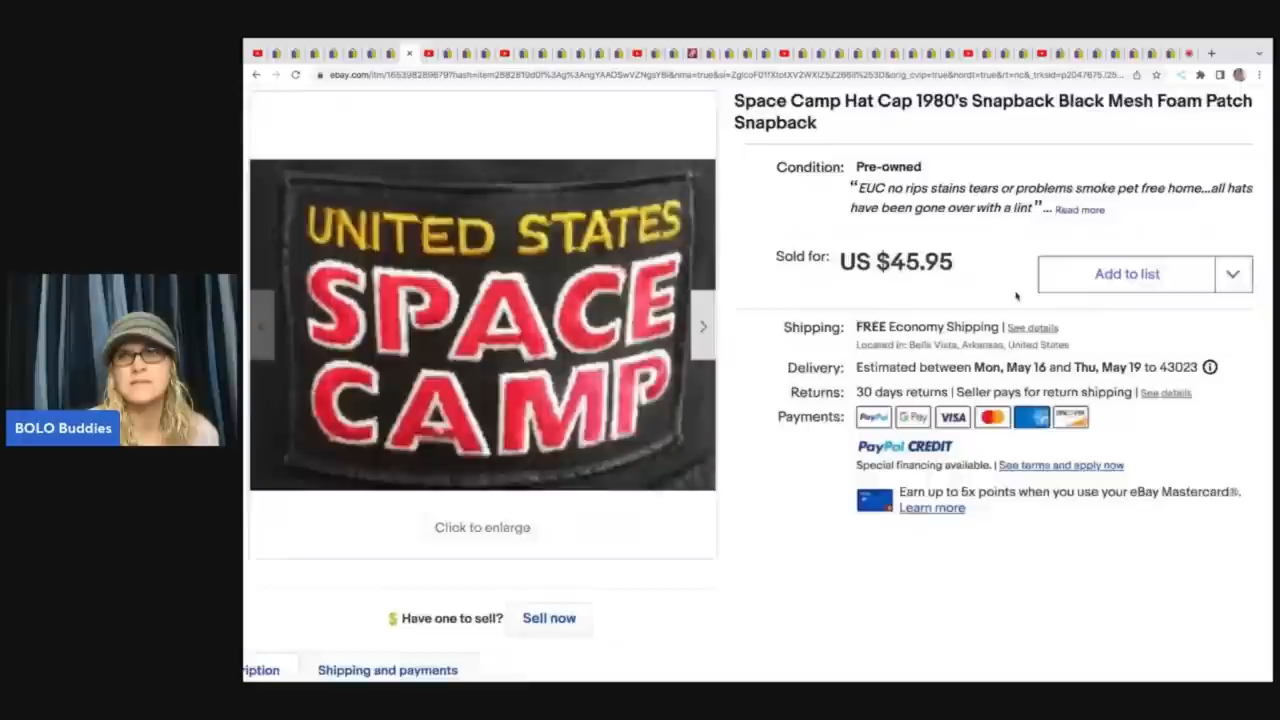 Space Camp Hat Cap 1980's Snapback Black Mesh Foam Patch
Snapback
Condition: Pre-owned
“EUC no rips stains tears or problems smoke pet free home...all hats
have been gone over with a lint”... Read more
Sold for: US $45.95
Add to list
UNITED STATES
SPACE
CAMP
Shipping: FREE Economy Shipping | See details
Located in: Bella Vista, Arkansas, United States
Delivery: Estimated between Mon, May 16 and Thu, May 19 to 43023
Returns: 30 days returns | Seller pays for return shipping | See details
Payments: PayPal G Pay VISA
PayPal CREDIT
Special financing available. | See terms and apply now
Earn up to 5x points when you use your eBay Mastercard®.
Learn more
BOLO Buddies
Click to enlarge
Have one to sell? Sell now
ription Shipping and payments